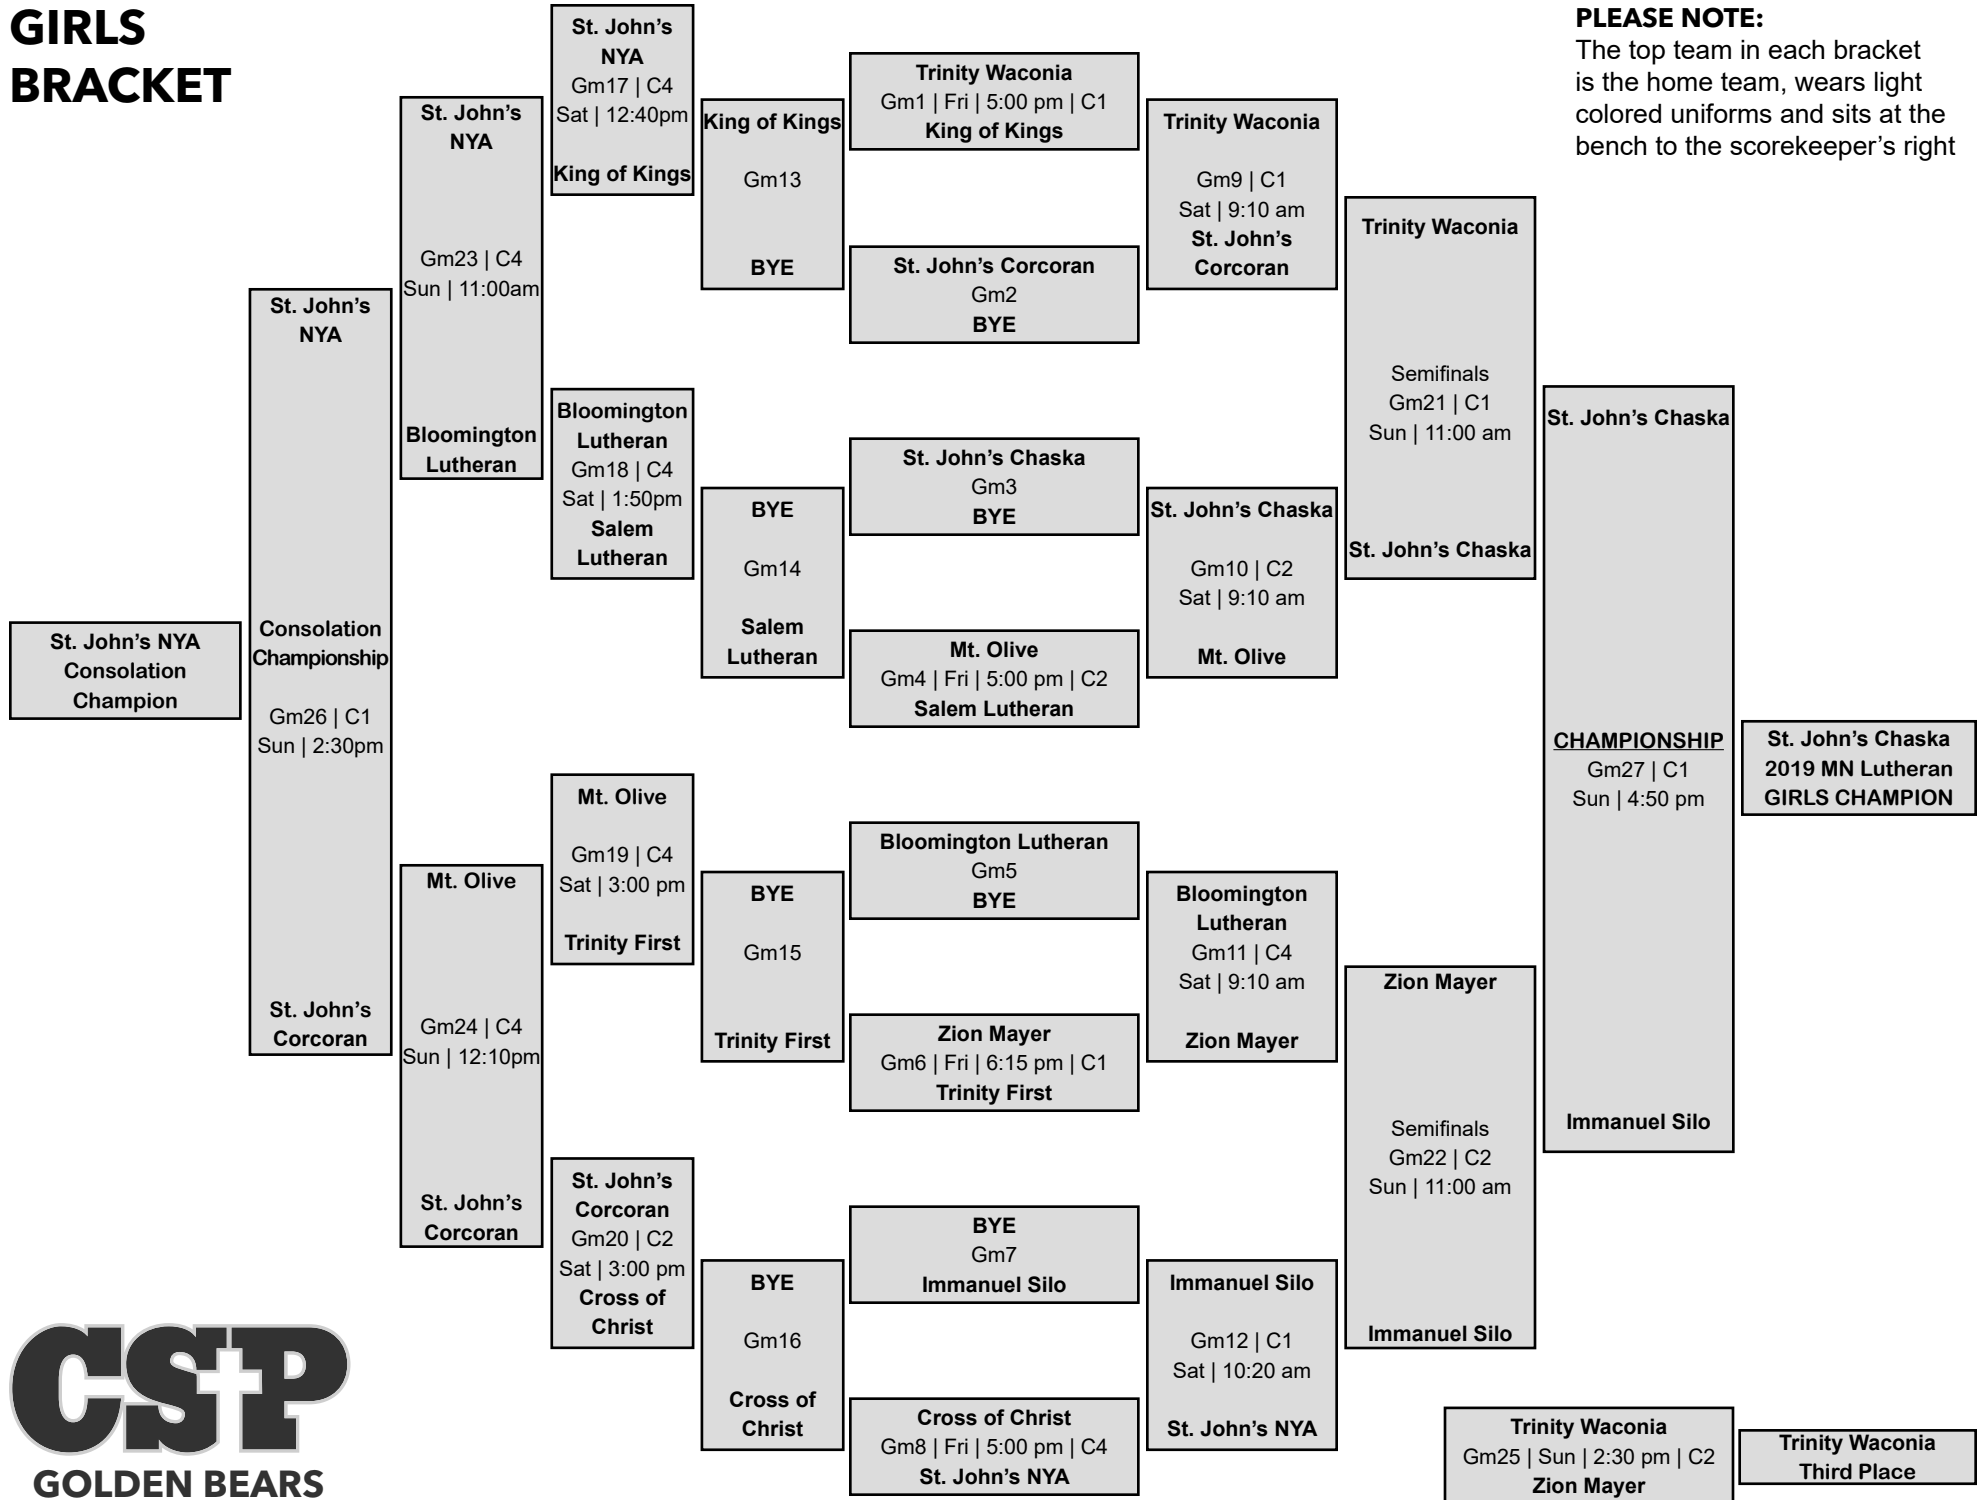 GIRLS
BRACKET
PLEASE NOTE:
The top team in each bracket
is the home team, wears light
colored uniforms and sits at the
bench to the scorekeeper’s right
St. John’s NYA
Consolation
Champion
St. John’s
NYA
Consolation
Championship
Gm26 | C1
Sun | 2:30pm
St. John’s
Corcoran
St. John’s
NYA
Gm23 | C4
Sun | 11:00am
Bloomington
Lutheran
Mt. Olive
Gm24 | C4
Sun | 12:10pm
St. John’s
Corcoran
St. John’s
NYA
Gm17 | C4
Sat | 12:40pm
King of Kings
Bloomington
Lutheran
Gm18 | C4
Sat | 1:50pm
Salem
Lutheran
Mt. Olive
Gm19 | C4
Sat | 3:00 pm
Trinity First
St. John’s
Corcoran
Gm20 | C2
Sat | 3:00 pm
Cross of
Christ
King of Kings
Gm13
BYE
BYE
Gm14
Salem
Lutheran
BYE
Gm15
Trinity First
BYE
Gm16
Cross of
Christ
Trinity Waconia
Gm1 | Fri | 5:00 pm | C1
King of Kings
St. John’s Corcoran
Gm2
BYE
St. John’s Chaska
Gm3
BYE
Mt. Olive
Gm4 | Fri | 5:00 pm | C2
Salem Lutheran
Bloomington Lutheran
Gm5
BYE
Zion Mayer
Gm6 | Fri | 6:15 pm | C1
Trinity First
BYE
Gm7
Immanuel Silo
Cross of Christ
Gm8 | Fri | 5:00 pm | C4
St. John’s NYA
Trinity Waconia
Gm9 | C1
Sat | 9:10 am
St. John’s
Corcoran
St. John’s Chaska
Gm10 | C2
Sat | 9:10 am
Mt. Olive
Bloomington
Lutheran
Gm11 | C4
Sat | 9:10 am
Zion Mayer
Immanuel Silo
Gm12 | C1
Sat | 10:20 am
St. John’s NYA
Trinity Waconia
Semifinals
Gm21 | C1
Sun | 11:00 am
St. John’s Chaska
Zion Mayer
Semifinals
Gm22 | C2
Sun | 11:00 am
Immanuel Silo
St. John’s Chaska
CHAMPIONSHIP
Gm27 | C1
Sun | 4:50 pm
Immanuel Silo
St. John’s Chaska
2019 MN Lutheran
GIRLS CHAMPION
Trinity Waconia
Gm25 | Sun | 2:30 pm | C2
Zion Mayer
Trinity Waconia
Third Place
CSP
GOLDEN BEARS